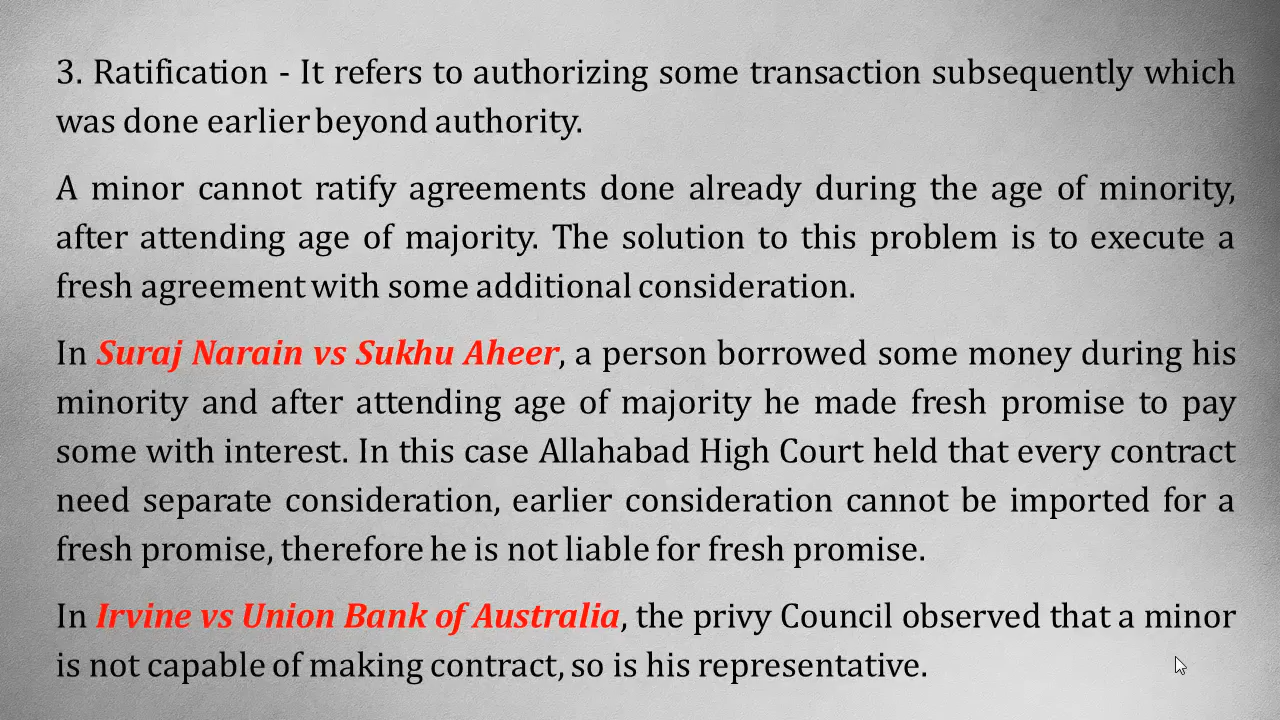 3. Ratification - It refers to authorizing some transaction subsequently which
was done earlier beyond authority.
A minor cannot ratify agreements done already during the age of minority,
after attending age of majority. The solution to this problem is to execute a
fresh agreement with some additional consideration.
In Suraj Narain vs Sukhu Aheer, a person borrowed some money during his
minority and after attending age of majority he made fresh promise to pay
some with interest. In this case Allahabad High Court held that every contract
need separate consideration, earlier consideration cannot be imported for a
fresh promise, therefore he is not liable for fresh promise.
In Irvine vs Union Bank of Australia, the privy Council observed that a minor
is not capable of making contract, so is his representative.